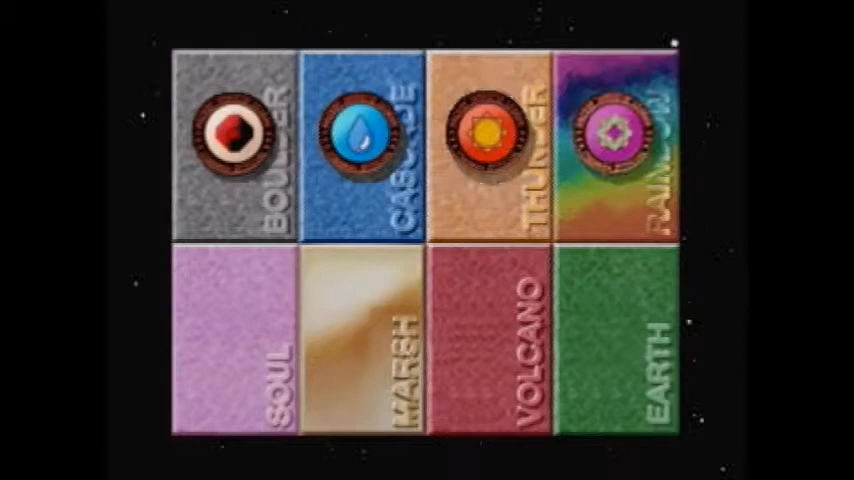 BOULDER
CASCADE
THUNDER
RAINBOW
SOUL
MARSH
VOLCANO
EARTH